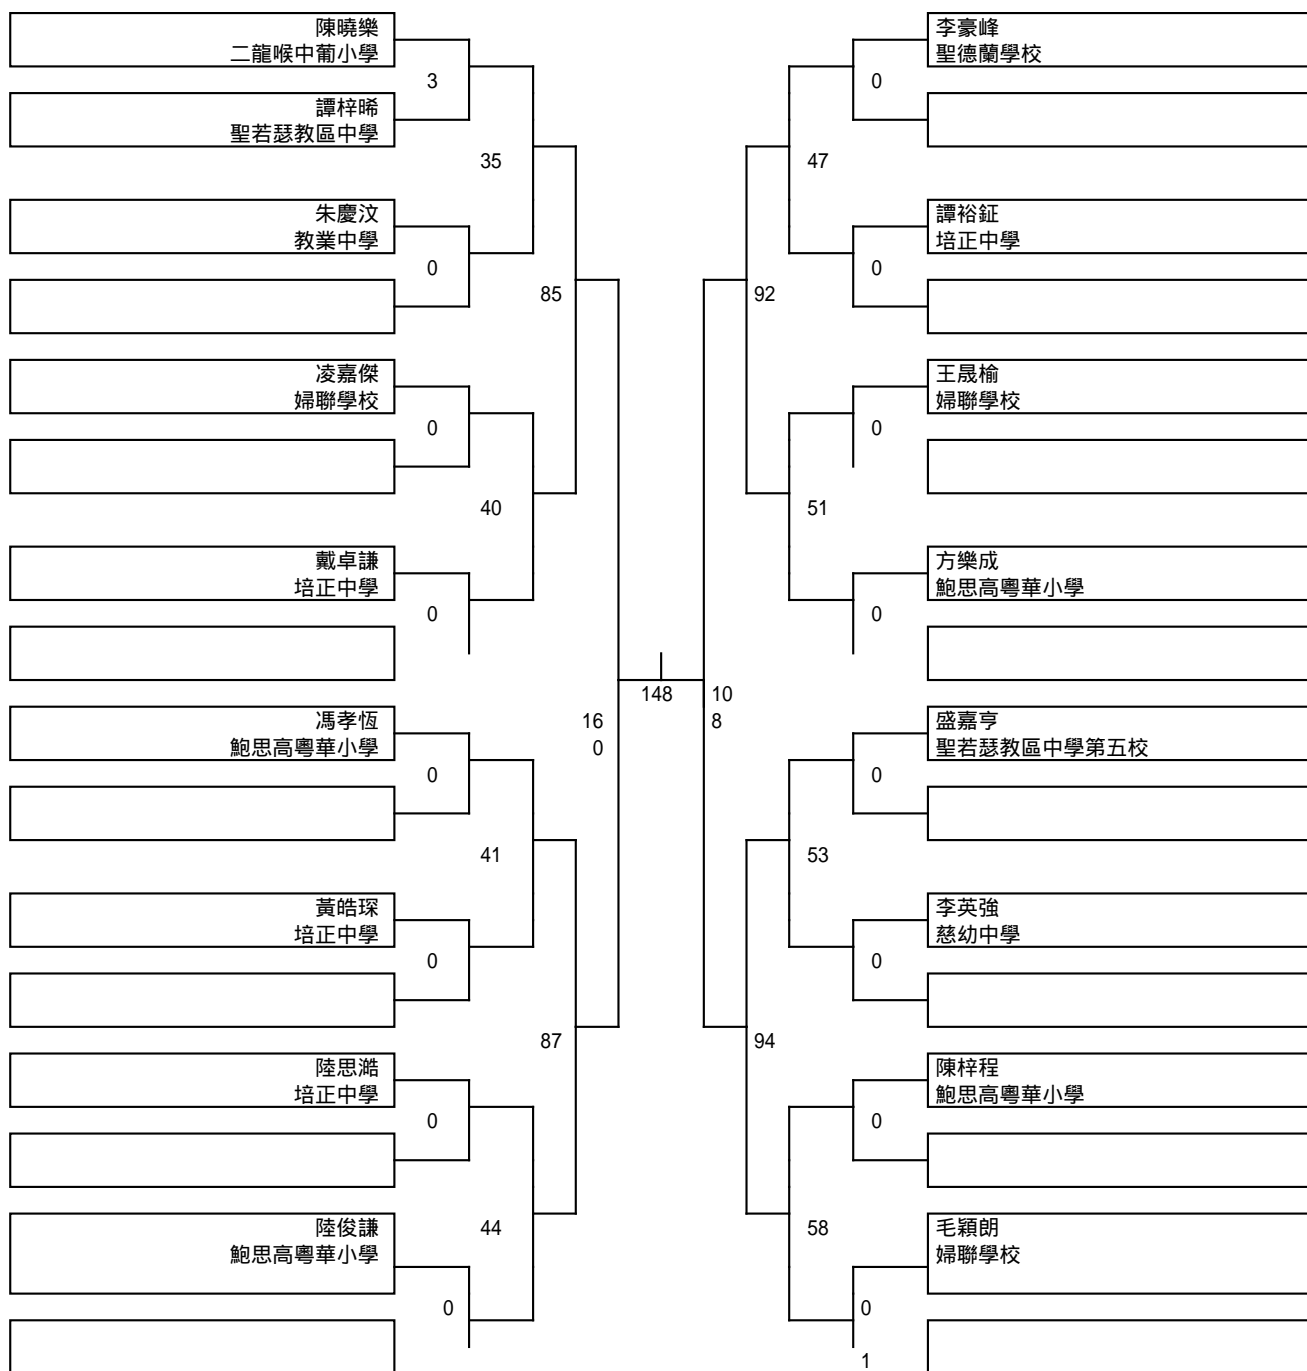 陳曉樂
二龍喉中葡小學
3
譚梓晞
聖若瑟教區中學
35
朱慶汶
教業中學
0
85
凌嘉傑
婦聯學校
0
40
戴卓謙
培正中學
0
馮孝恆
鮑思高粵華小學
0
41
黃皓琛
培正中學
0
87
陸思澔
培正中學
0
44
陸俊謙
鮑思高粵華小學
0
16
0
148
10
8
李豪峰
聖德蘭學校
0
47
譚裕鉦
培正中學
0
92
王晟榆
婦聯學校
0
51
方樂成
鮑思高粵華小學
0
盛嘉亨
聖若瑟教區中學第五校
0
53
李英強
慈幼中學
0
94
陳梓程
鮑思高粵華小學
0
58
毛穎朗
婦聯學校
0
1